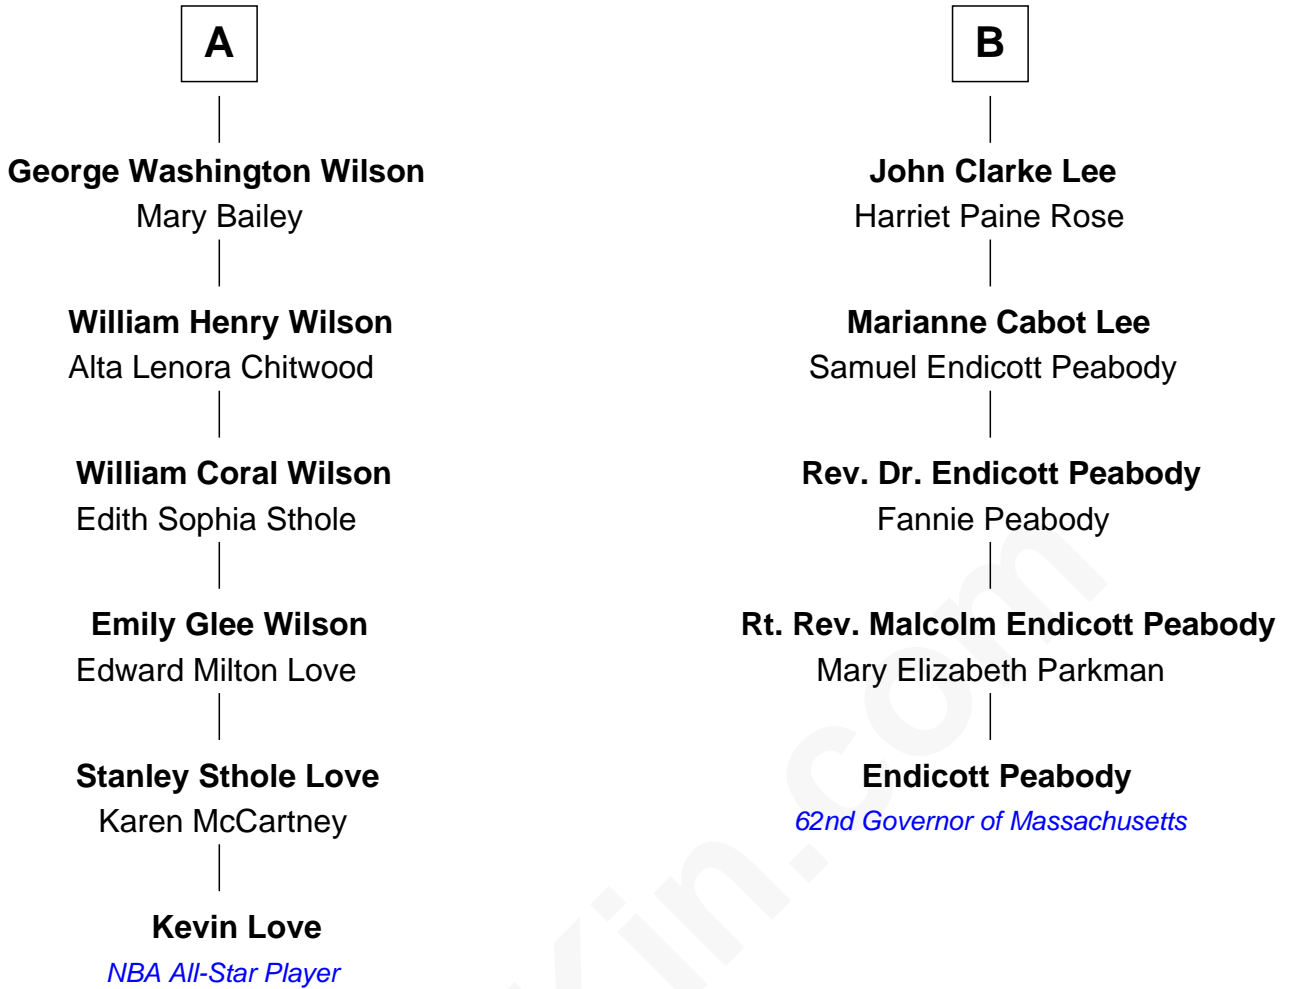 A
George Washington Wilson
Mary Bailey
William Henry Wilson
Alta Lenora Chitwood
William Coral Wilson
Edith Sophia Sthole
Emily Glee Wilson
Edward Milton Love
Stanley Sthole Love
Karen McCartney
Kevin Love
NBA All-Star Player
B
John Clarke Lee
Harriet Paine Rose
Marianne Cabot Lee
Samuel Endicott Peabody
Rev. Dr. Endicott Peabody
Fannie Peabody
Rt. Rev. Malcolm Endicott Peabody
Mary Elizabeth Parkman
Endicott Peabody
62nd Governor of Massachusetts
Kin.com